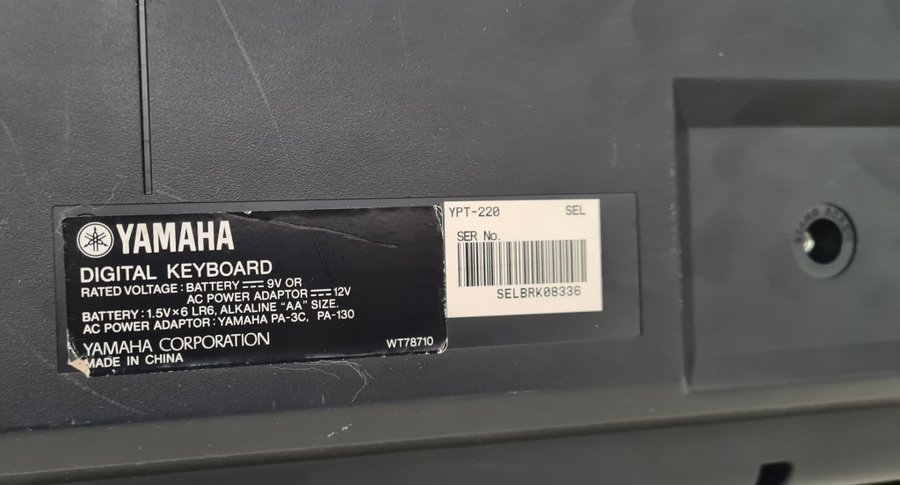 YAMAHA
DIGITAL KEYBOARD
RATED VOLTAGE : BATTERY ⎓ 9V OR
AC POWER ADAPTOR ⎓ 12V
BATTERY : 1.5V×6 LR6, ALKALINE “AA” SIZE.
AC POWER ADAPTOR : YAMAHA PA-3C, PA-130
YAMAHA CORPORATION
MADE IN CHINA
WT78710
YPT-220 SEL
SER No.
SELBRK08336